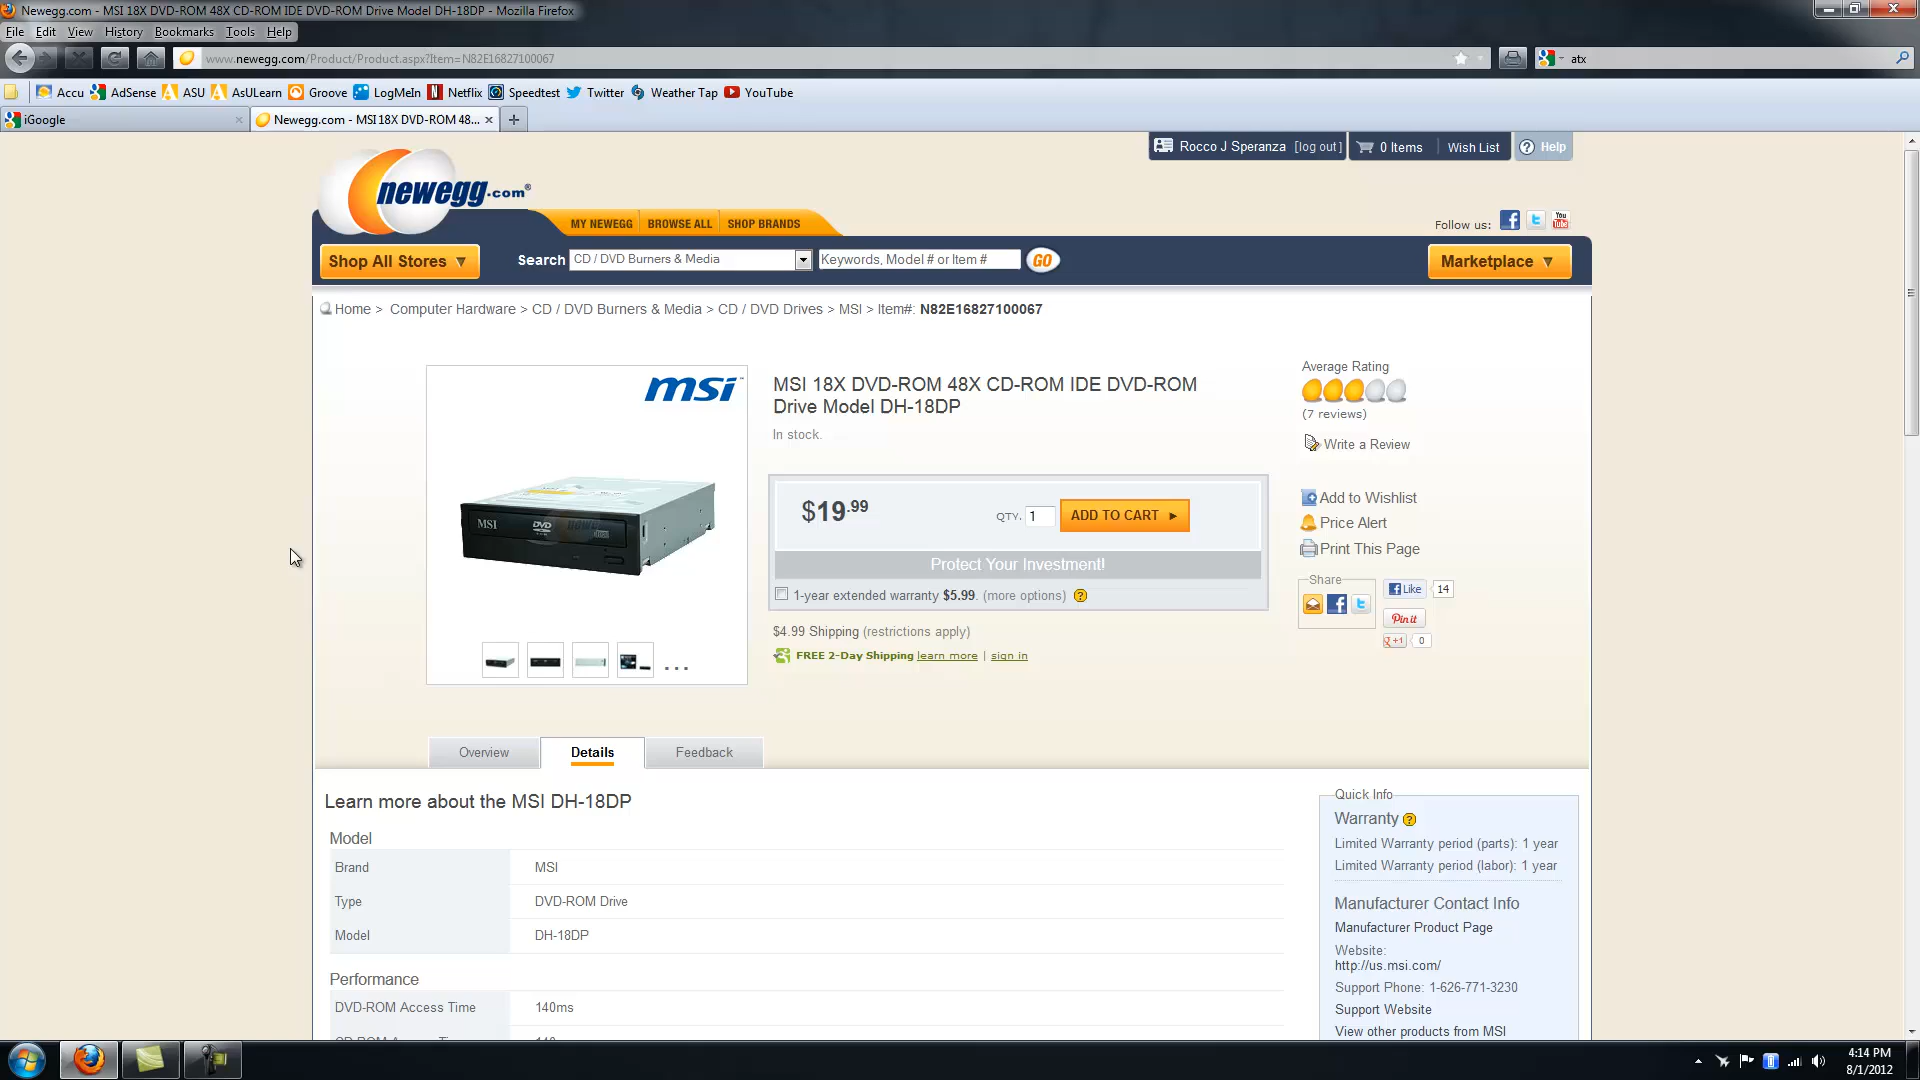 Newegg.com - MSI 18X DVD-ROM 48X CD-ROM IDE DVD-ROM Drive Model DH-18DP - Mozilla Firefox
File Edit View History Bookmarks Tools Help
www.newegg.com/Product/Product.aspx?Item=N82E16827100067
atx
Accu AdSense ASU AsULearn Groove LogMeIn Netflix Speedtest Twitter Weather Tap YouTube
iGoogle
Newegg.com - MSI 18X DVD-ROM 48...
Rocco J Speranza [log out] 0 Items Wish List Help
newegg.com®
MY NEWEGG BROWSE ALL SHOP BRANDS
Follow us:
You Tube
Shop All Stores
Search CD / DVD Burners & Media Keywords, Model # or Item # GO
Marketplace
Home > Computer Hardware > CD / DVD Burners & Media > CD / DVD Drives > MSI > Item#: N82E16827100067
msi™
MSI DVD
MSI 18X DVD-ROM 48X CD-ROM IDE DVD-ROM
Drive Model DH-18DP
In stock.
Average Rating
(7 reviews)
Write a Review
$19.99 QTY. 1 ADD TO CART
Protect Your Investment!
1-year extended warranty $5.99. (more options)
Add to Wishlist
Price Alert
Print This Page
Share
Like 14
Pin it
+1 0
$4.99 Shipping (restrictions apply)
FREE 2-Day Shipping learn more | sign in
...
Overview Details Feedback
Learn more about the MSI DH-18DP
Model
Brand MSI
Type DVD-ROM Drive
Model DH-18DP
Performance
DVD-ROM Access Time 140ms
Quick Info
Warranty
Limited Warranty period (parts): 1 year
Limited Warranty period (labor): 1 year
Manufacturer Contact Info
Manufacturer Product Page
Website:
http://us.msi.com/
Support Phone: 1-626-771-3230
Support Website
View other products from MSI
4:14 PM
8/1/2012